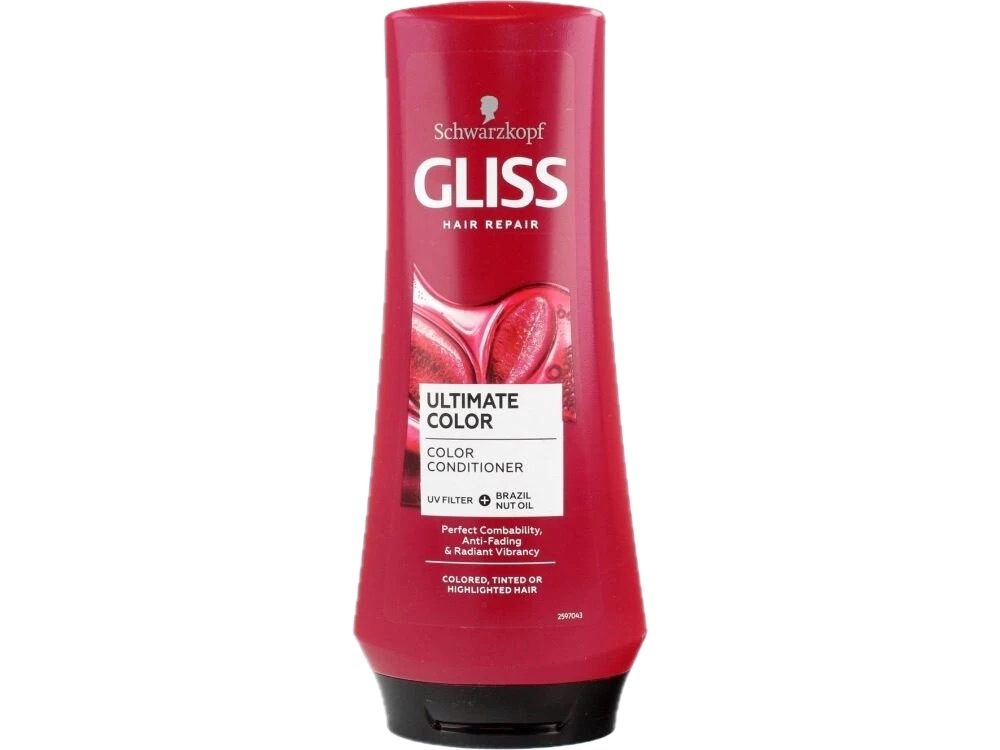 Schwarzkopf
GLISS
HAIR REPAIR
ULTIMATE
COLOR
COLOR
CONDITIONER
UV FILTER + BRAZIL
NUT OIL
Perfect Combability,
Anti-Fading
& Radiant Vibrancy
COLORED, TINTED OR
HIGHLIGHTED HAIR
2597043